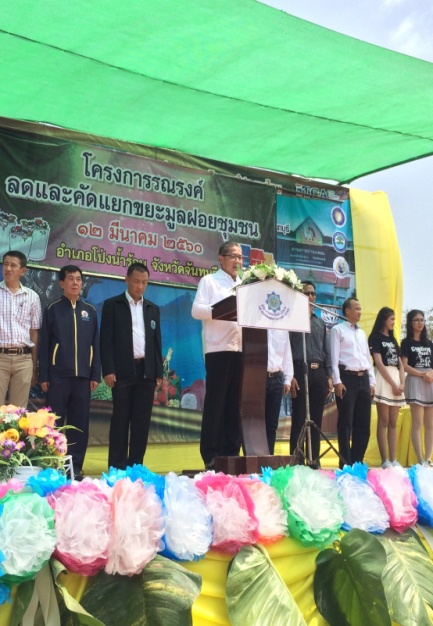 โครงการรณรงค์
ลดและคัดแยกขยะมูลฝอยชุมชน
๑๒ มีนาคม ๒๕๖๐
อำเภอโป่งน้ำร้อน จังหวัดจันทบุรี